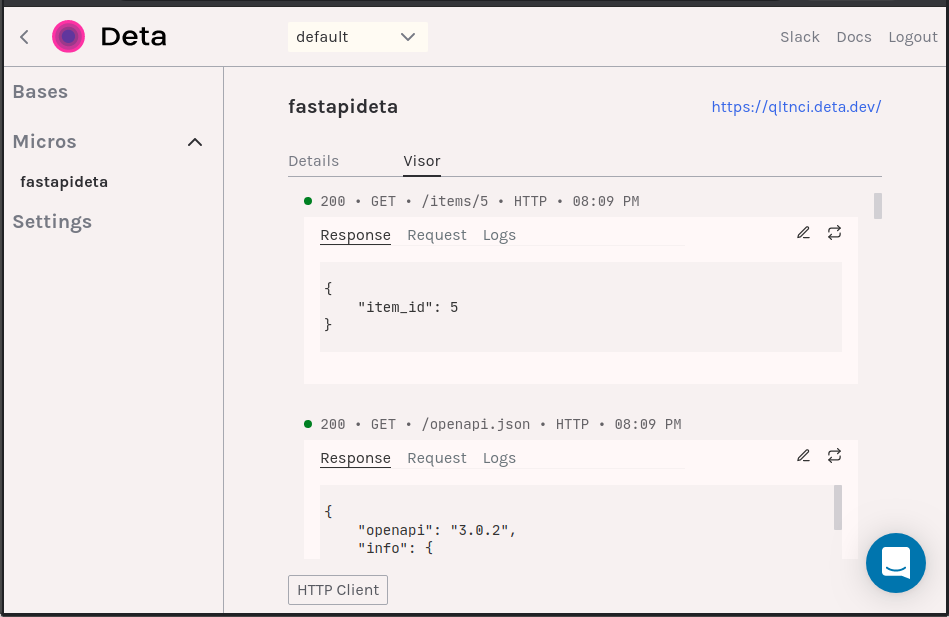 Deta
default
Slack Docs Logout
Bases
Micros
fastapideta
Settings
fastapideta
https://qltnci.deta.dev/
Details Visor
200 • GET • /items/5 • HTTP • 08:09 PM
Response Request Logs
{
    "item_id": 5
}
200 • GET • /openapi.json • HTTP • 08:09 PM
Response Request Logs
{
    "openapi": "3.0.2",
    "info": {
HTTP Client